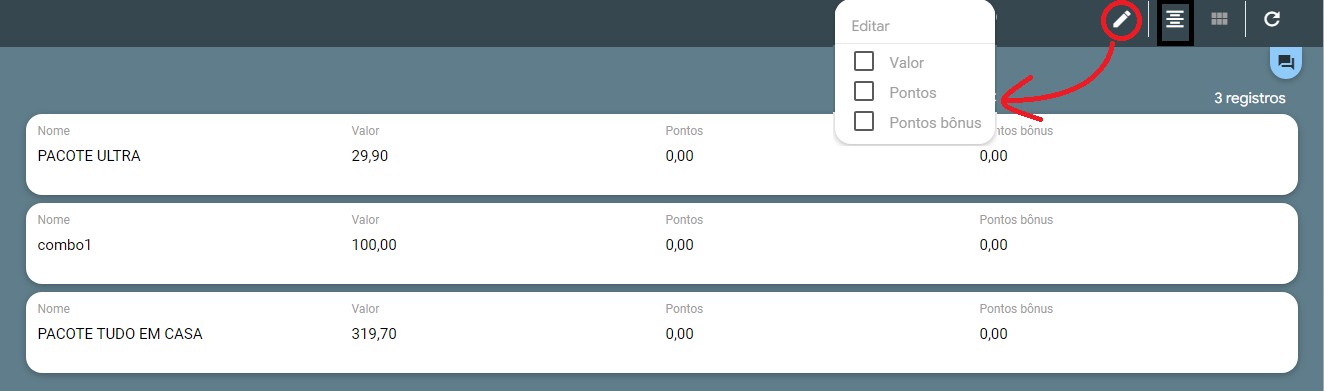 Editar
Valor
Pontos
Pontos bônus
3 registros
Nome Valor Pontos Pontos bônus
PACOTE ULTRA 29,90 0,00 0,00
Nome Valor Pontos Pontos bônus
combo1 100,00 0,00 0,00
Nome Valor Pontos Pontos bônus
PACOTE TUDO EM CASA 319,70 0,00 0,00